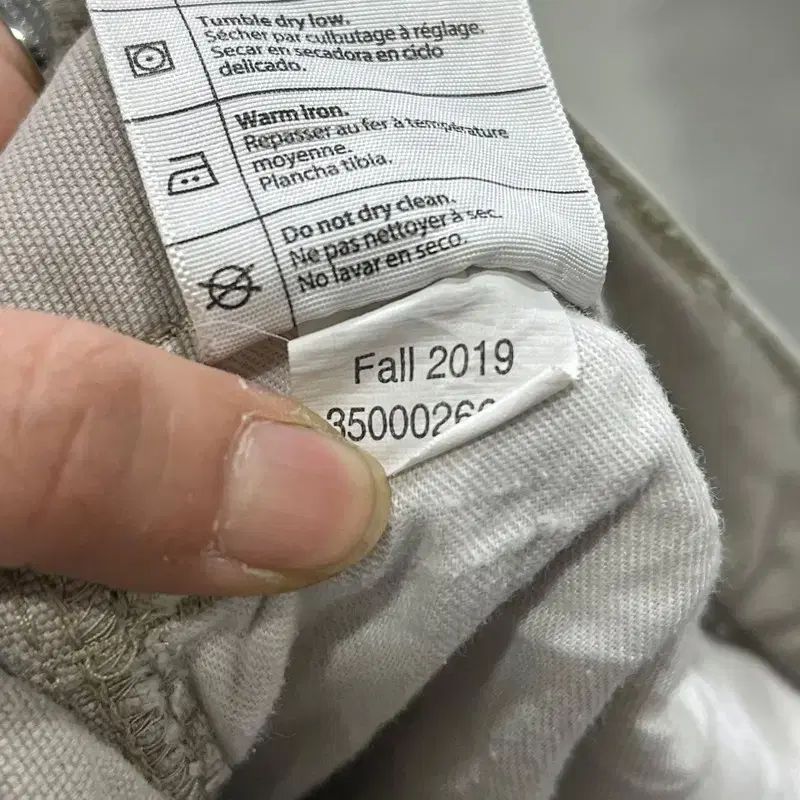 Tumble dry low.
Sécher par culbutage à réglage.
Secar en secadora en ciclo
delicado.
Warm iron.
Repasser au fer à température
moyenne.
Plancha tibia.
Do not dry clean.
Ne pas nettoyer à sec.
No lavar en seco.
Fall 2019